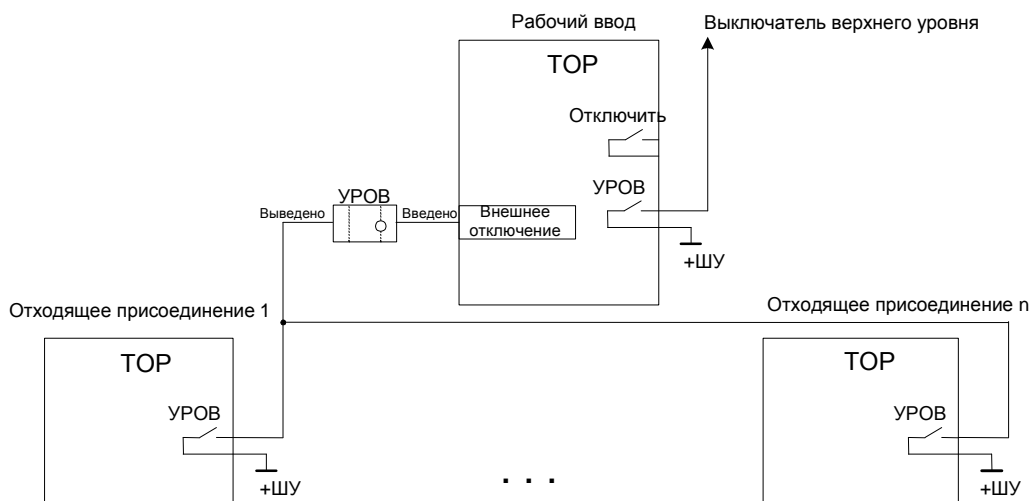 Рабочий ввод
Выключатель верхнего уровня
ТОР
Отключить
УРОВ
УРОВ
Выведено
Введено
Внешнее
отключение
+ШУ
Отходящее присоединение 1
Отходящее присоединение n
ТОР
ТОР
УРОВ
УРОВ
+ШУ
. . .
+ШУ